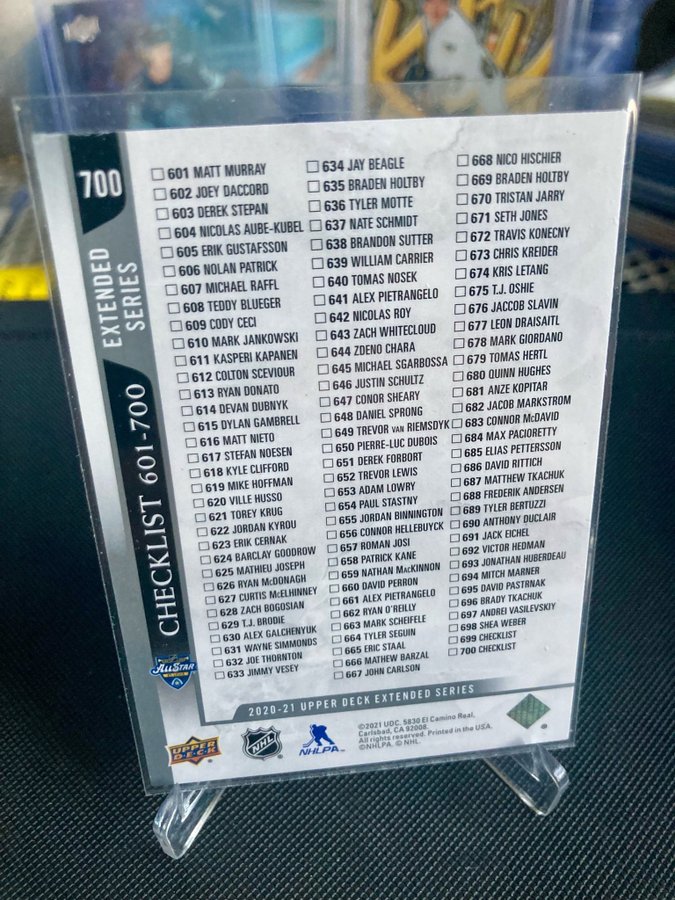 700
EXTENDED SERIES
CHECKLIST 601-700
601 MATT MURRAY
602 JOEY DACCORD
603 DEREK STEPAN
604 NICOLAS AUBE-KUBEL
605 ERIK GUSTAFSSON
606 NOLAN PATRICK
607 MICHAEL RAFFL
608 TEDDY BLUEGER
609 CODY CECI
610 MARK JANKOWSKI
611 KASPERI KAPANEN
612 COLTON SCEVIOUR
613 RYAN DONATO
614 DEVAN DUBNYK
615 DYLAN GAMBRELL
616 MATT NIETO
617 STEFAN NOESEN
618 KYLE CLIFFORD
619 MIKE HOFFMAN
620 VILLE HUSSO
621 TOREY KRUG
622 JORDAN KYROU
623 ERIK CERNAK
624 BARCLAY GOODROW
625 MATHIEU JOSEPH
626 RYAN McDONAGH
627 CURTIS McELHINNEY
628 ZACH BOGOSIAN
629 T.J. BRODIE
630 ALEX GALCHENYUK
631 WAYNE SIMMONDS
632 JOE THORNTON
633 JIMMY VESEY
634 JAY BEAGLE
635 BRADEN HOLTBY
636 TYLER MOTTE
637 NATE SCHMIDT
638 BRANDON SUTTER
639 WILLIAM CARRIER
640 TOMAS NOSEK
641 ALEX PIETRANGELO
642 NICOLAS ROY
643 ZACH WHITECLOUD
644 ZDENO CHARA
645 MICHAEL SGARBOSSA
646 JUSTIN SCHULTZ
647 CONOR SHEARY
648 DANIEL SPRONG
649 TREVOR VAN RIEMSDYK
650 PIERRE-LUC DUBOIS
651 DEREK FORBORT
652 TREVOR LEWIS
653 ADAM LOWRY
654 PAUL STASTNY
655 JORDAN BINNINGTON
656 CONNOR HELLEBUYCK
657 ROMAN JOSI
658 PATRICK KANE
659 NATHAN MacKINNON
660 DAVID PERRON
661 ALEX PIETRANGELO
662 RYAN O'REILLY
663 MARK SCHEIFELE
664 TYLER SEGUIN
665 ERIC STAAL
666 MATHEW BARZAL
667 JOHN CARLSON
668 NICO HISCHIER
669 BRADEN HOLTBY
670 TRISTAN JARRY
671 SETH JONES
672 TRAVIS KONECNY
673 CHRIS KREIDER
674 KRIS LETANG
675 T.J. OSHIE
676 JACCOB SLAVIN
677 LEON DRAISAITL
678 MARK GIORDANO
679 TOMAS HERTL
680 QUINN HUGHES
681 ANZE KOPITAR
682 JACOB MARKSTROM
683 CONNOR McDAVID
684 MAX PACIORETTY
685 ELIAS PETTERSSON
686 DAVID RITTICH
687 MATTHEW TKACHUK
688 FREDERIK ANDERSEN
689 TYLER BERTUZZI
690 ANTHONY DUCLAIR
691 JACK EICHEL
692 VICTOR HEDMAN
693 JONATHAN HUBERDEAU
694 MITCH MARNER
695 DAVID PASTRNAK
696 BRADY TKACHUK
697 ANDREI VASILEVSKIY
698 SHEA WEBER
699 CHECKLIST
700 CHECKLIST
ALL STAR
2020-21 UPPER DECK EXTENDED SERIES
UPPER DECK
NHL
NHLPA
©2021 UDC. 5830 El Camino Real,
Carlsbad, CA 92008.
All rights reserved. Printed in the USA.
©NHLPA. © NHL.